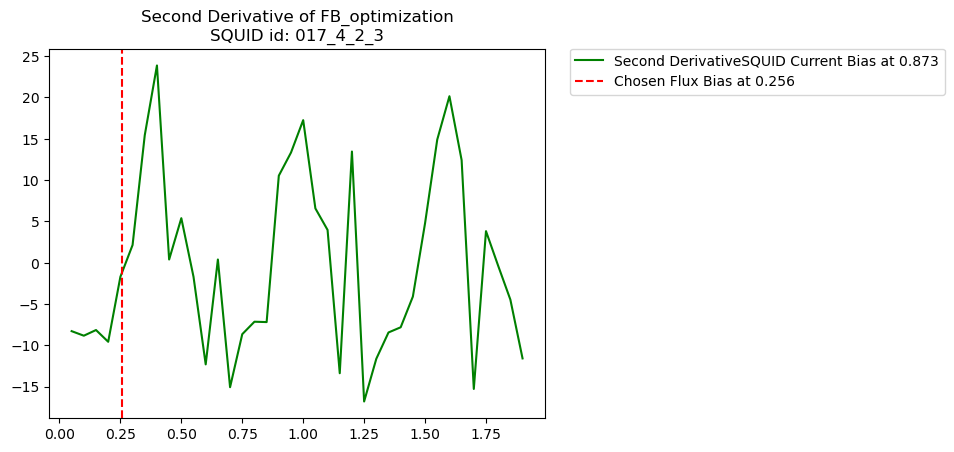 Second Derivative of FB_optimization
SQUID id: 017_4_2_3
Second DerivativeSQUID Current Bias at 0.873
Chosen Flux Bias at 0.256
25
20
15
10
5
0
−5
−10
−15
0.00 0.25 0.50 0.75 1.00 1.25 1.50 1.75